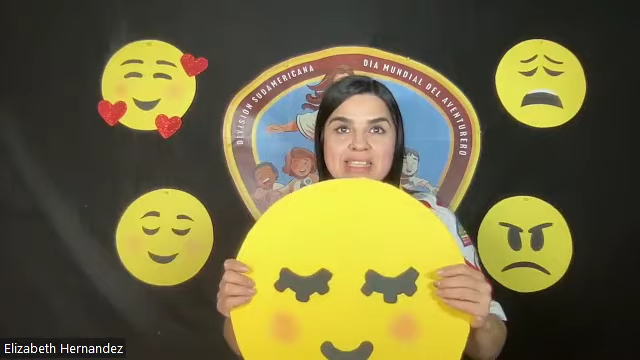 DIVISIÓN SUDAMERICANA
DÍA MUNDIAL DEL AVENTURERO
Elizabeth Hernandez